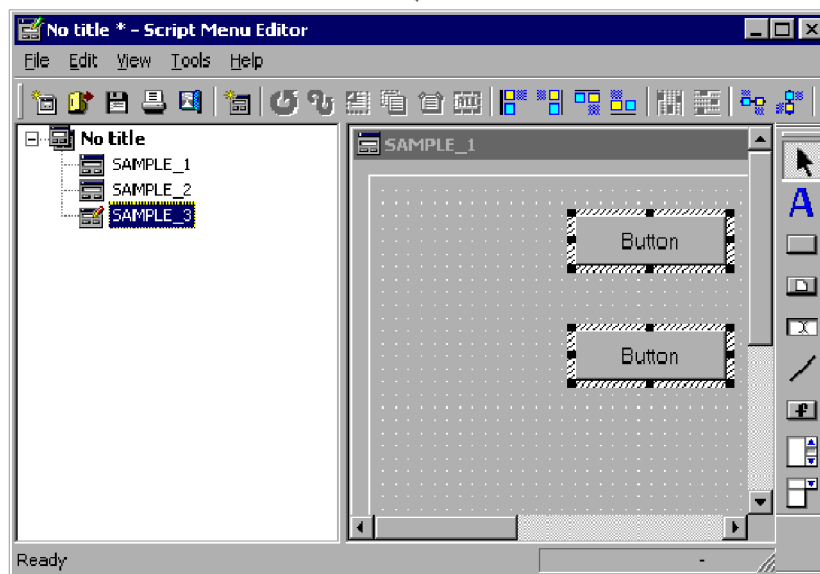 No title * - Script Menu Editor
File Edit View Tools Help
No title
SAMPLE_1
SAMPLE_2
SAMPLE_3
SAMPLE_1
Button
Button
A
f
Ready
-